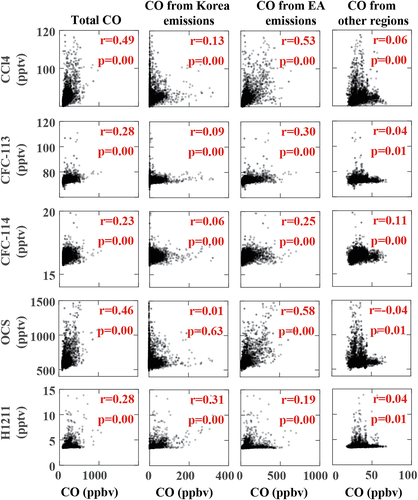 Total CO
CO from Korea emissions
CO from EA emissions
CO from other regions
CCl4 (pptv)
120
100
r=0.49
p=0.00
r=0.13
p=0.00
r=0.53
p=0.00
r=0.06
p=0.00
CFC-113 (pptv)
120
100
80
r=0.28
p=0.00
r=0.09
p=0.00
r=0.30
p=0.00
r=0.04
p=0.01
CFC-114 (pptv)
20
15
r=0.23
p=0.00
r=0.06
p=0.00
r=0.25
p=0.00
r=0.11
p=0.00
OCS (pptv)
1500
1000
500
r=0.46
p=0.00
r=0.01
p=0.63
r=0.58
p=0.00
r=-0.04
p=0.01
H1211 (pptv)
15
10
5
0
r=0.28
p=0.00
r=0.31
p=0.00
r=0.19
p=0.00
r=0.04
p=0.01
0 1000
0 200 400
0 500 1000
0 50 100
CO (ppbv)
CO (ppbv)
CO (ppbv)
CO (ppbv)